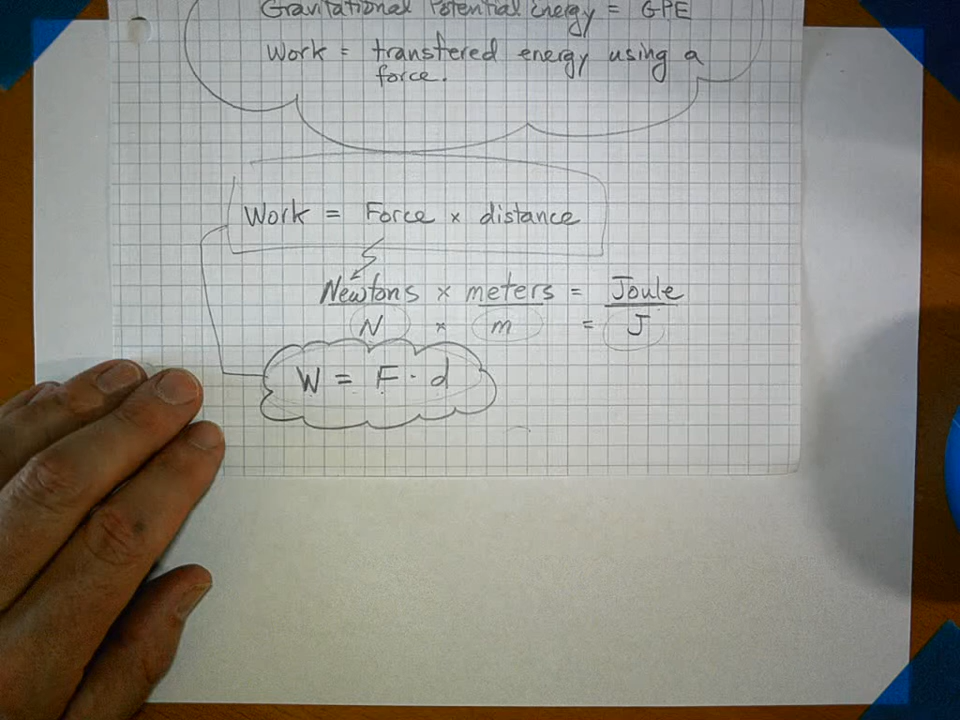 Gravitational Potential Energy = GPE
Work = transfered energy using a
force.
Work = Force × distance
Newtons × meters = Joule
N × m = J
W = F · d